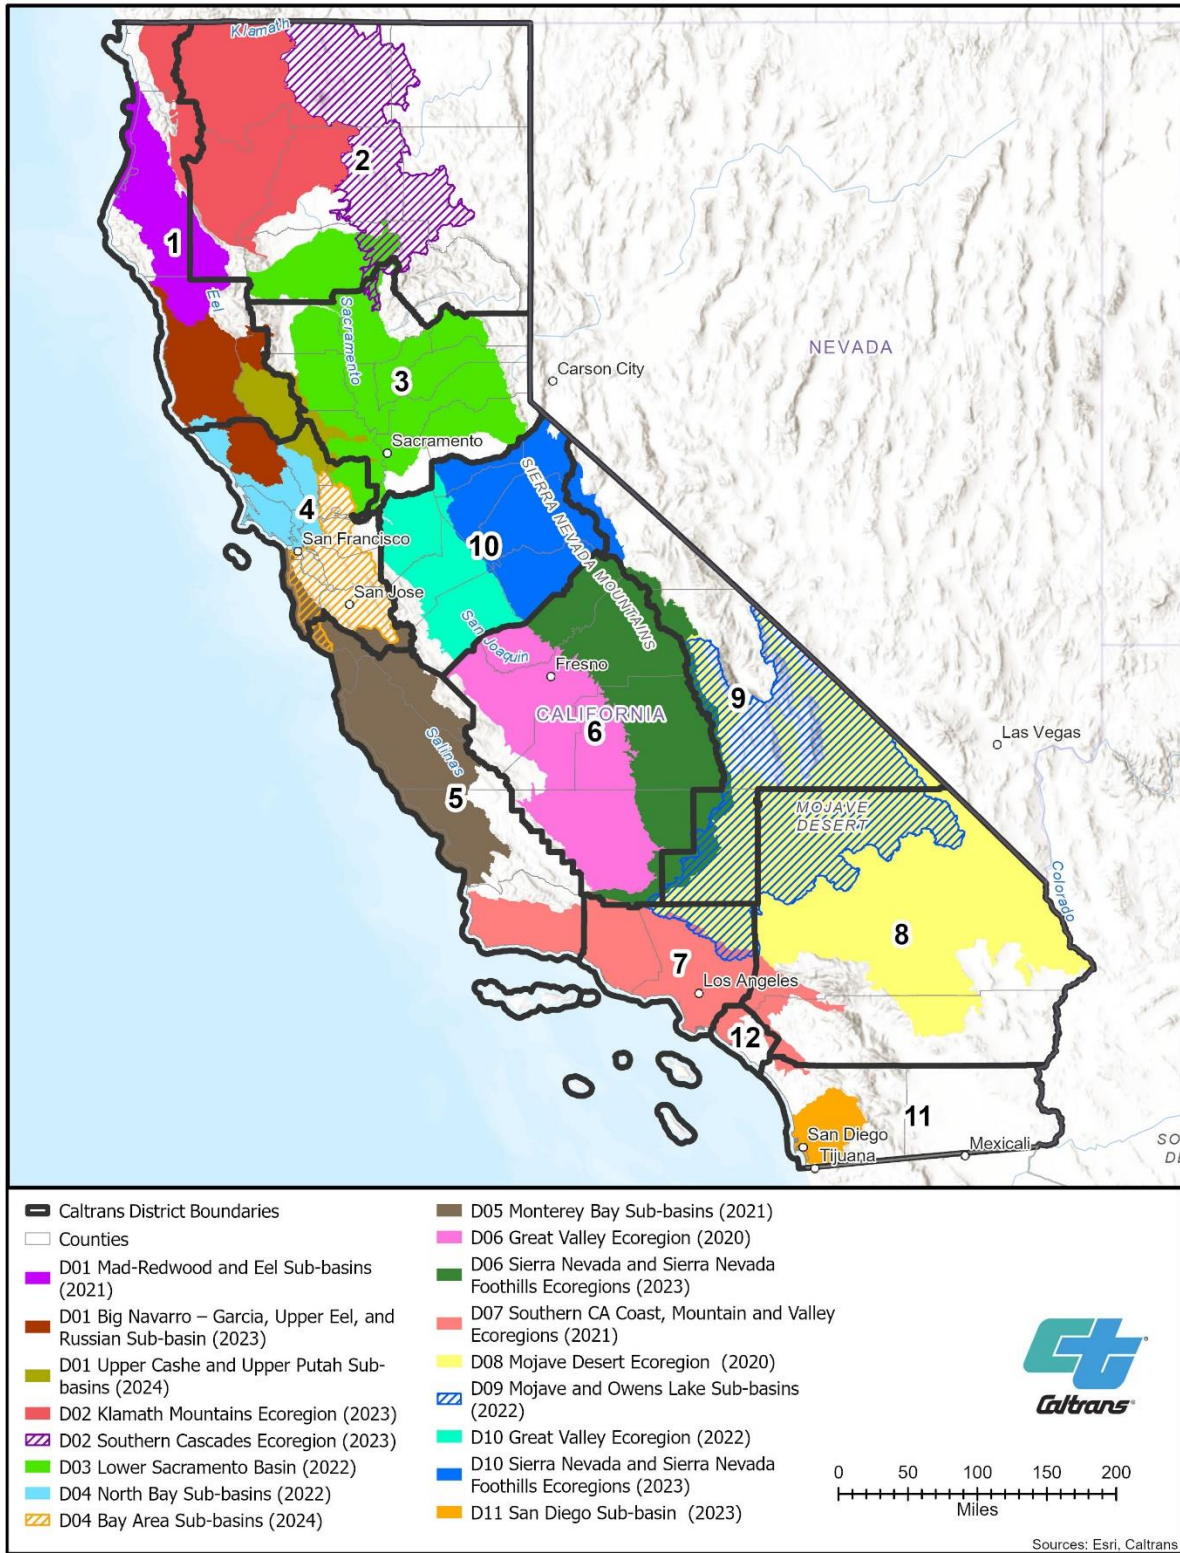 Klamath
2
1
Eel
Sacramento
3
NEVADA
Carson City
Sacramento
SIERRA NEVADA MOUNTAINS
4
San Francisco
10
San Jose
San Joaquin
Fresno
CALIFORNIA
9
6
Las Vegas
Salinas
5
MOJAVE
DESERT
Colorado
8
7
Los Angeles
12
11
San Diego
Tijuana
Mexicali
SO
DE
Caltrans District Boundaries
Counties
D01 Mad-Redwood and Eel Sub-basins
(2021)
D01 Big Navarro – Garcia, Upper Eel, and
Russian Sub-basin (2023)
D01 Upper Cashe and Upper Putah Sub-
basins (2024)
D02 Klamath Mountains Ecoregion (2023)
D02 Southern Cascades Ecoregion (2023)
D03 Lower Sacramento Basin (2022)
D04 North Bay Sub-basins (2022)
D04 Bay Area Sub-basins (2024)
D05 Monterey Bay Sub-basins (2021)
D06 Great Valley Ecoregion (2020)
D06 Sierra Nevada and Sierra Nevada
Foothills Ecoregions (2023)
D07 Southern CA Coast, Mountain and Valley
Ecoregions (2021)
D08 Mojave Desert Ecoregion (2020)
D09 Mojave and Owens Lake Sub-basins
(2022)
D10 Great Valley Ecoregion (2022)
D10 Sierra Nevada and Sierra Nevada
Foothills Ecoregions (2023)
D11 San Diego Sub-basin (2023)
ct
Caltrans®
0 50 100 150 200
Miles
Sources: Esri, Caltrans